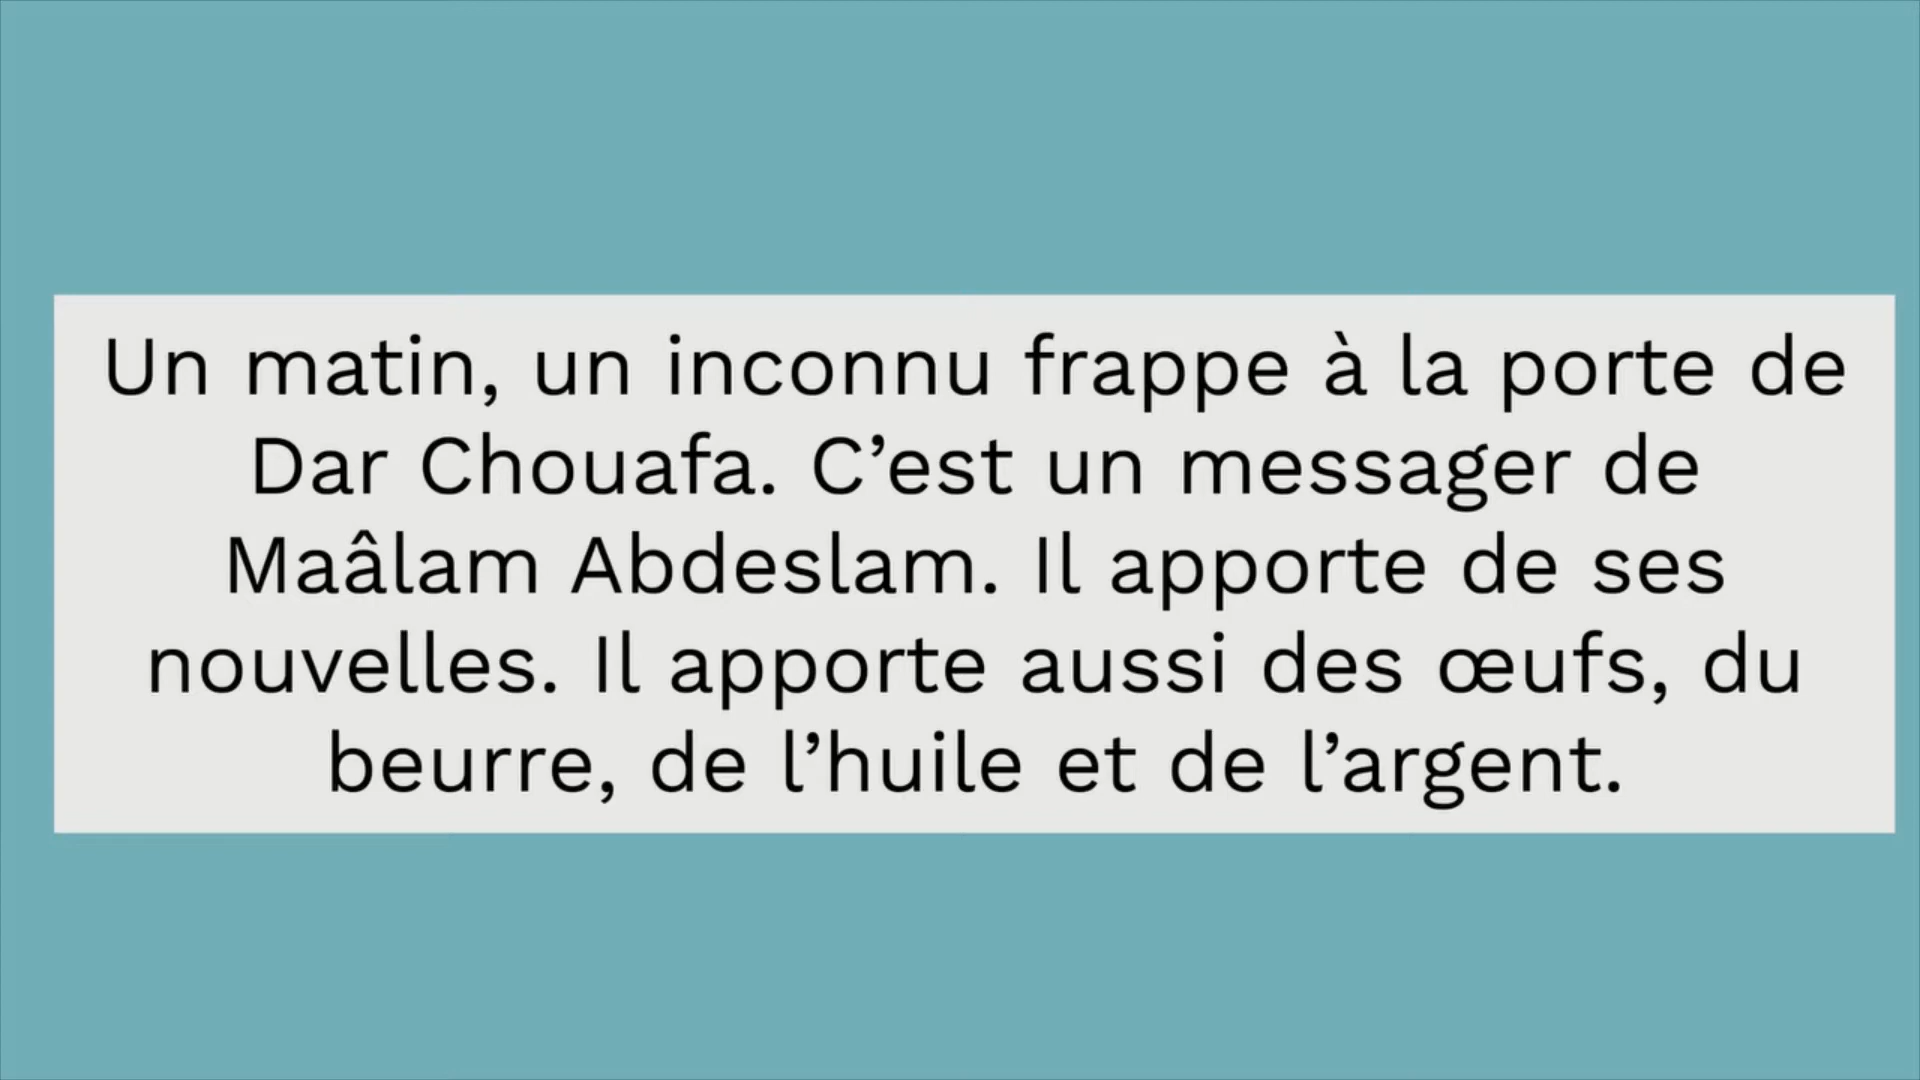 Un matin, un inconnu frappe à la porte de
Dar Chouafa. C’est un messager de
Maâlam Abdeslam. Il apporte de ses
nouvelles. Il apporte aussi des œufs, du
beurre, de l’huile et de l’argent.